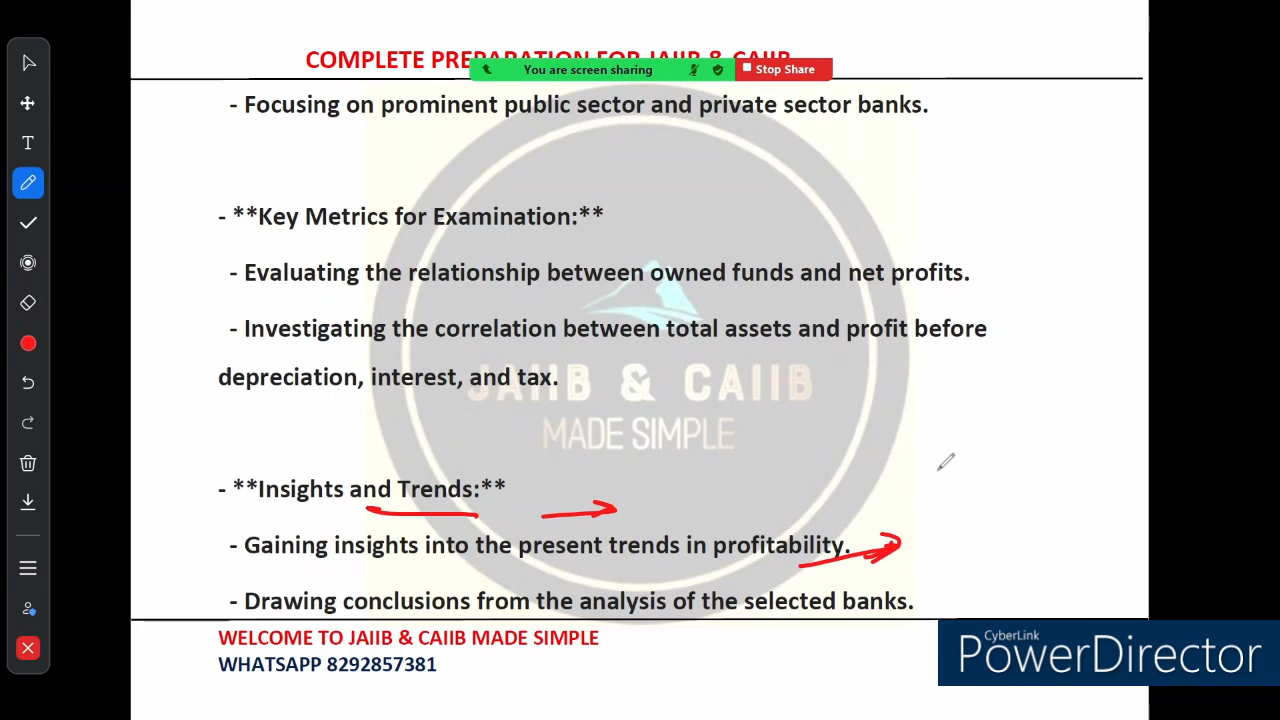 COMPLETE PREPARATION FOR JAIIB & CAIIB
You are screen sharing
Stop Share
- Focusing on prominent public sector and private sector banks.
- **Key Metrics for Examination:**
- Evaluating the relationship between owned funds and net profits.
- Investigating the correlation between total assets and profit before
depreciation, interest, and tax.
JAIIB & CAIIB
MADE SIMPLE
- **Insights and Trends:**
- Gaining insights into the present trends in profitability.
- Drawing conclusions from the analysis of the selected banks.
WELCOME TO JAIIB & CAIIB MADE SIMPLE
WHATSAPP 8292857381
CyberLink
PowerDirector
T